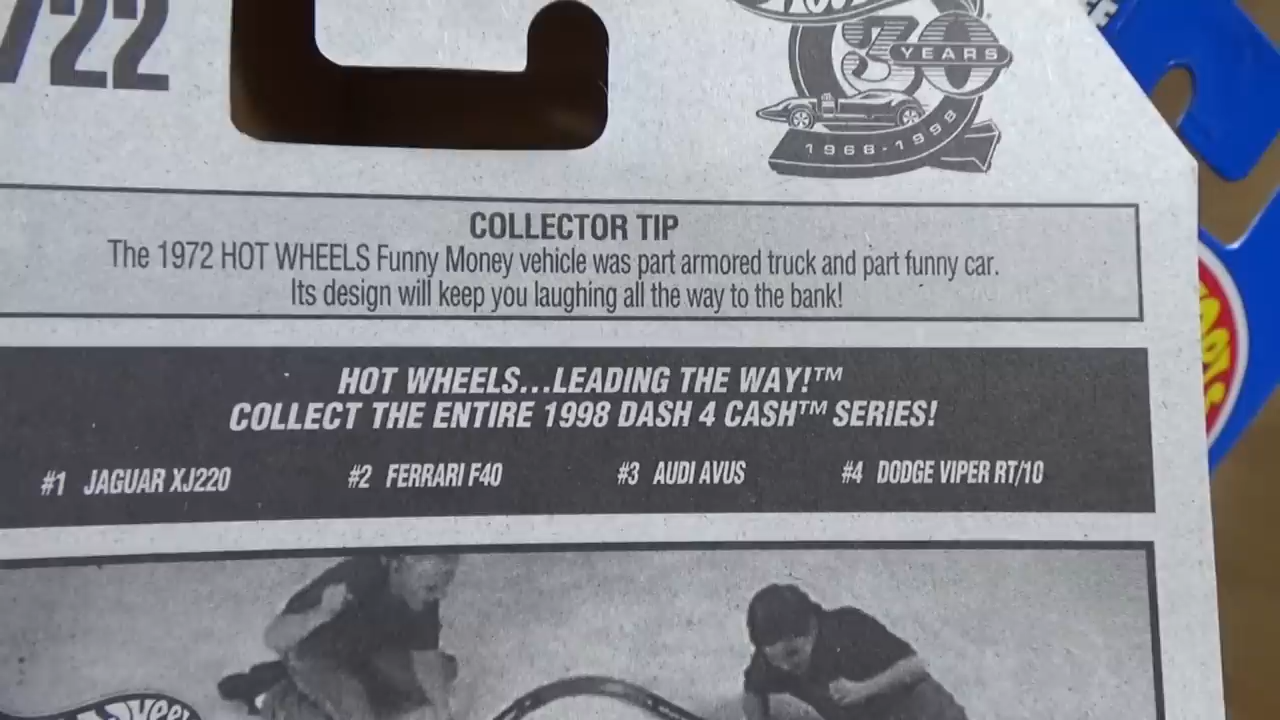 /22
30
YEARS
1968-1998
COLLECTOR TIP
The 1972 HOT WHEELS Funny Money vehicle was part armored truck and part funny car.
Its design will keep you laughing all the way to the bank!
HOT WHEELS...LEADING THE WAY!™
COLLECT THE ENTIRE 1998 DASH 4 CASH™ SERIES!
#1 JAGUAR XJ220 #2 FERRARI F40 #3 AUDI AVUS #4 DODGE VIPER RT/10